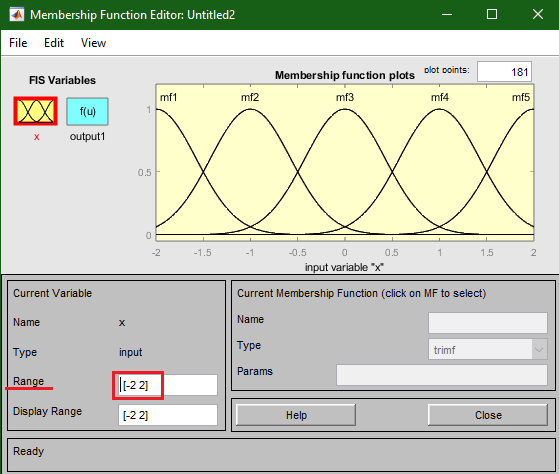 Membership Function Editor: Untitled2
File Edit View
FIS Variables
x
f(u)
output1
Membership function plots
plot points:
181
mf1 mf2 mf3 mf4 mf5
1
0.5
0
-2 -1.5 -1 -0.5 0 0.5 1 1.5 2
input variable "x"
Current Variable
Name x
Type input
Range [-2 2]
Display Range [-2 2]
Current Membership Function (click on MF to select)
Name
Type trimf
Params
Help Close
Ready